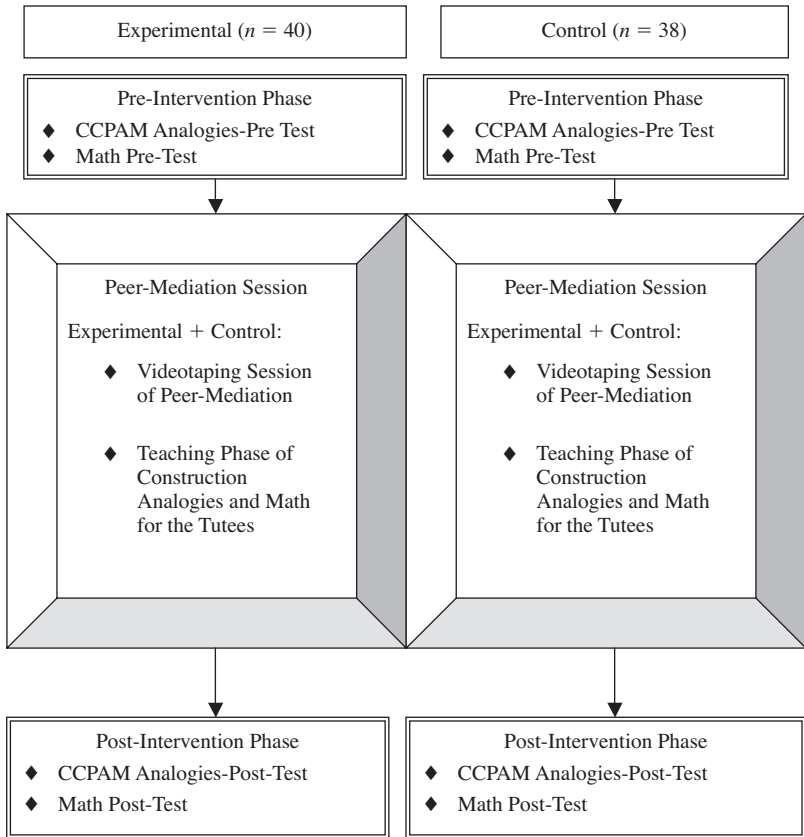 Experimental (n = 40)
Control (n = 38)
Pre-Intervention Phase
♦ CCPAM Analogies-Pre Test
♦ Math Pre-Test
Pre-Intervention Phase
♦ CCPAM Analogies-Pre Test
♦ Math Pre-Test
Peer-Mediation Session
Experimental + Control:
♦ Videotaping Session
of Peer-Mediation
♦ Teaching Phase of
Construction
Analogies and Math
for the Tutees
Peer-Mediation Session
Experimental + Control:
♦ Videotaping Session
of Peer-Mediation
♦ Teaching Phase of
Construction
Analogies and Math
for the Tutees
Post-Intervention Phase
♦ CCPAM Analogies-Post-Test
♦ Math Post-Test
Post-Intervention Phase
♦ CCPAM Analogies-Post-Test
♦ Math Post-Test